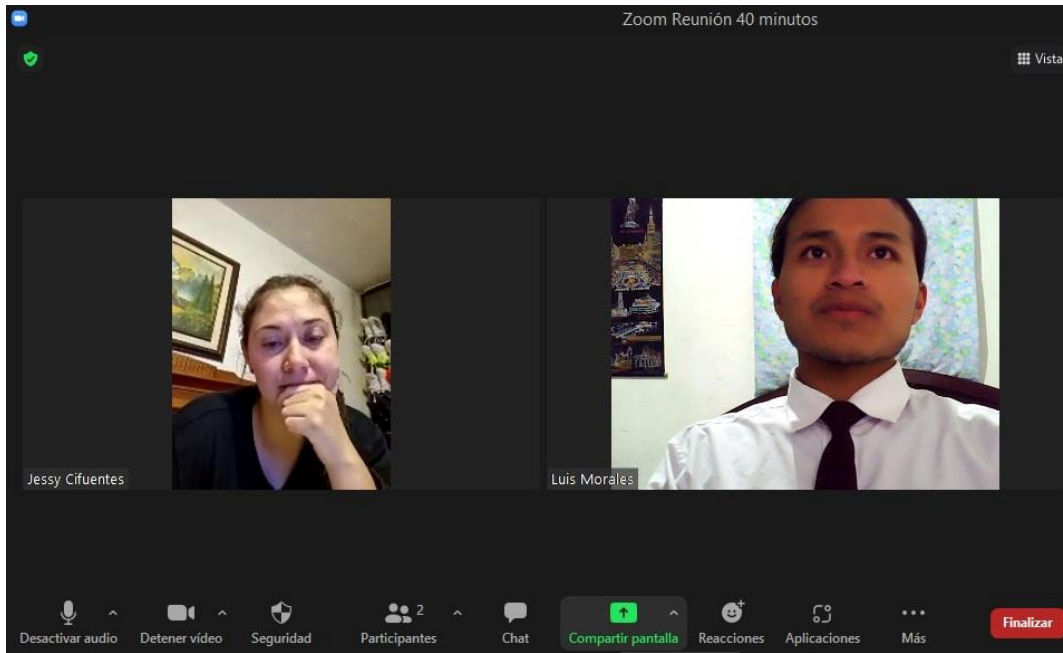 Zoom Reunión 40 minutos
Vista
Jessy Cifuentes
Luis Morales
2
Desactivar audio
Detener vídeo
Seguridad
Participantes
Chat
Compartir pantalla
Reacciones
Aplicaciones
Más
Finalizar